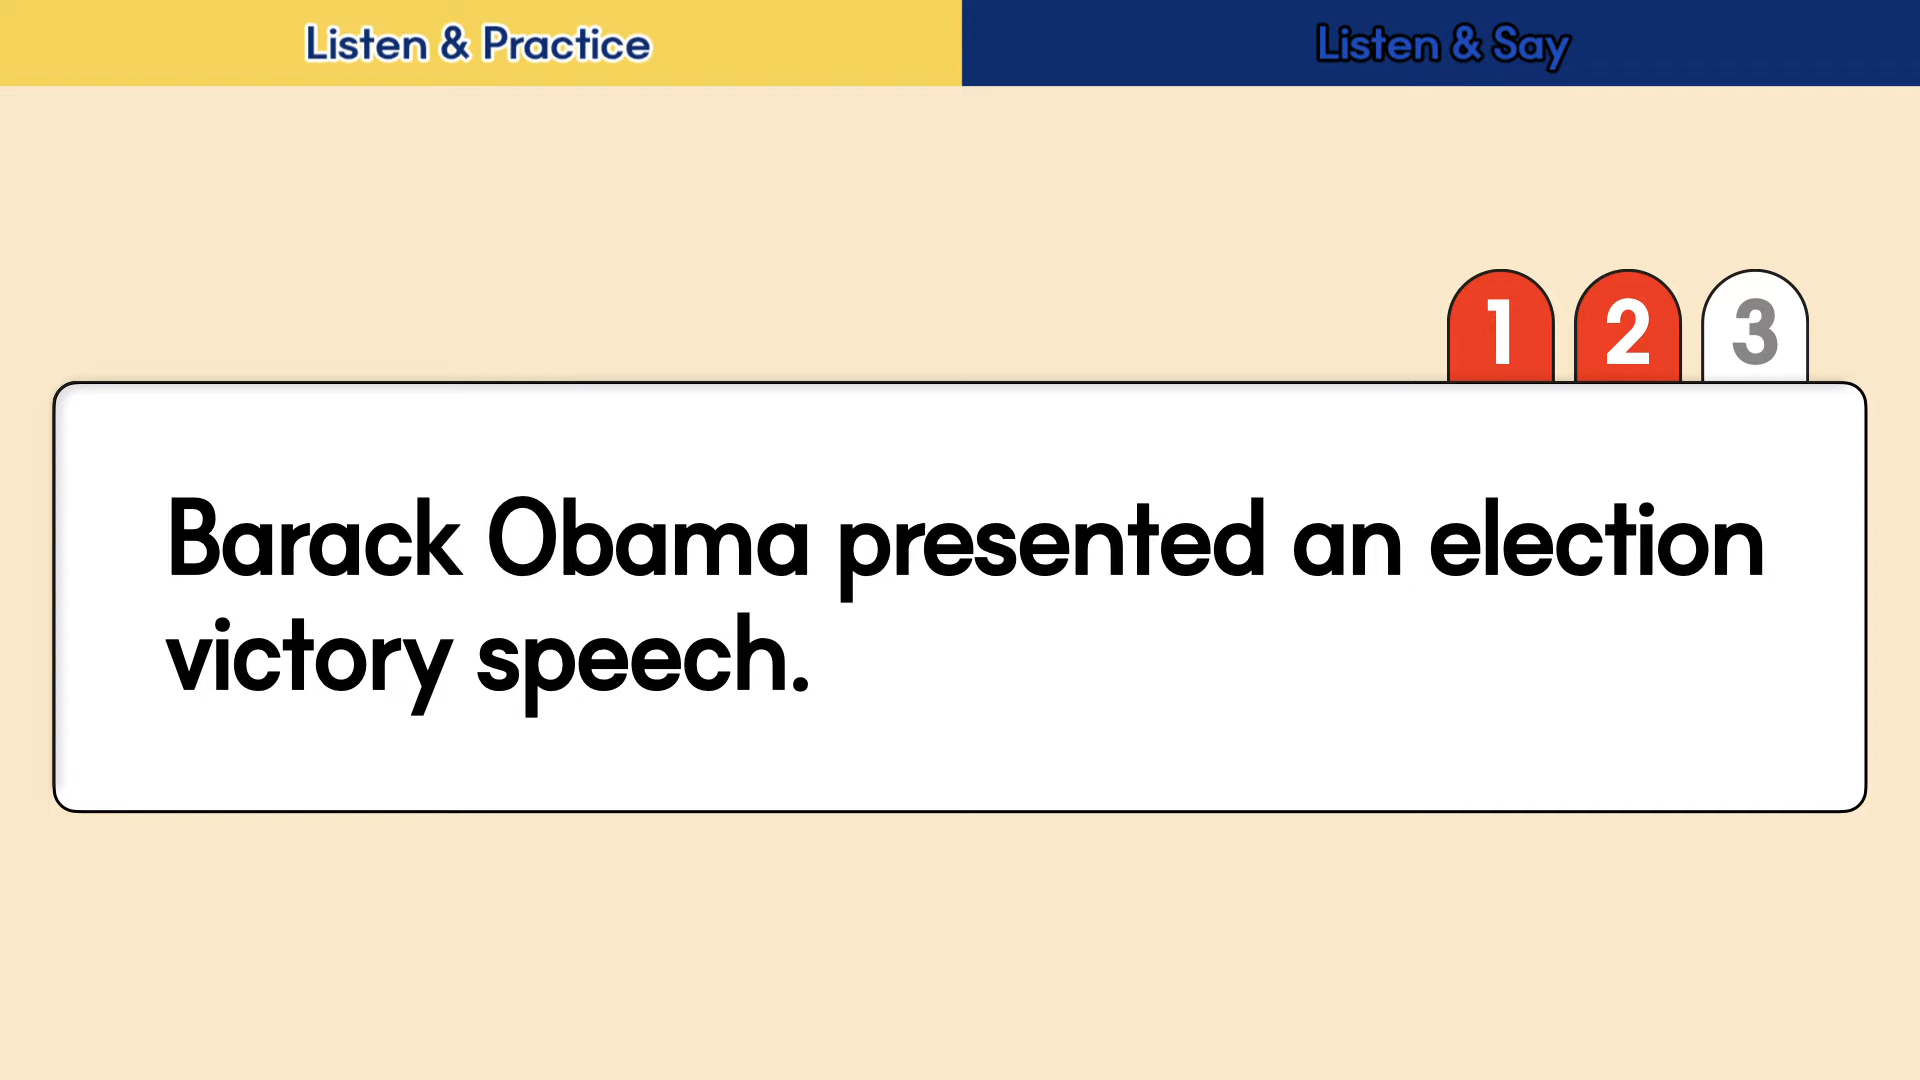 Listen & Practice
Listen & Say
1 2 3
Barack Obama presented an election
victory speech.